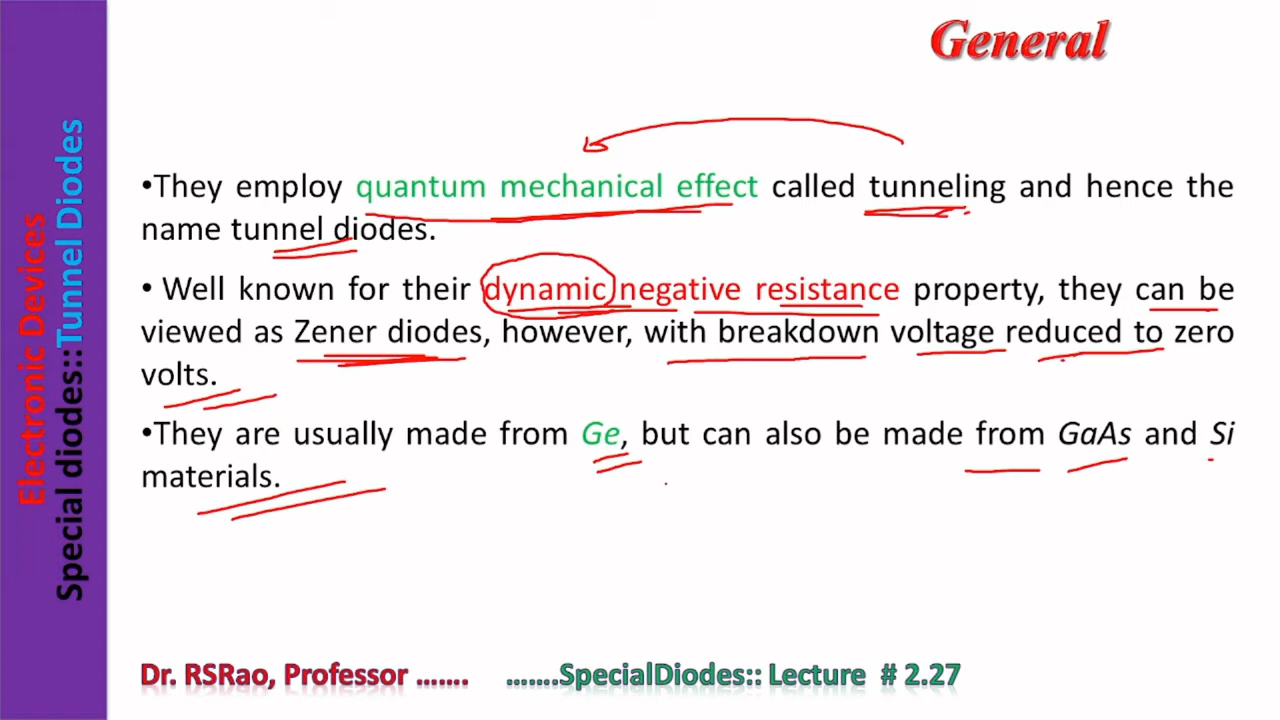 General
•They employ quantum mechanical effect called tunneling and hence the
name tunnel diodes.
• Well known for their dynamic negative resistance property, they can be
viewed as Zener diodes, however, with breakdown voltage reduced to zero
volts.
•They are usually made from Ge, but can also be made from GaAs and Si
materials.
Electronic Devices
Special diodes::Tunnel Diodes
Dr. RSRao, Professor ....... .......SpecialDiodes:: Lecture # 2.27